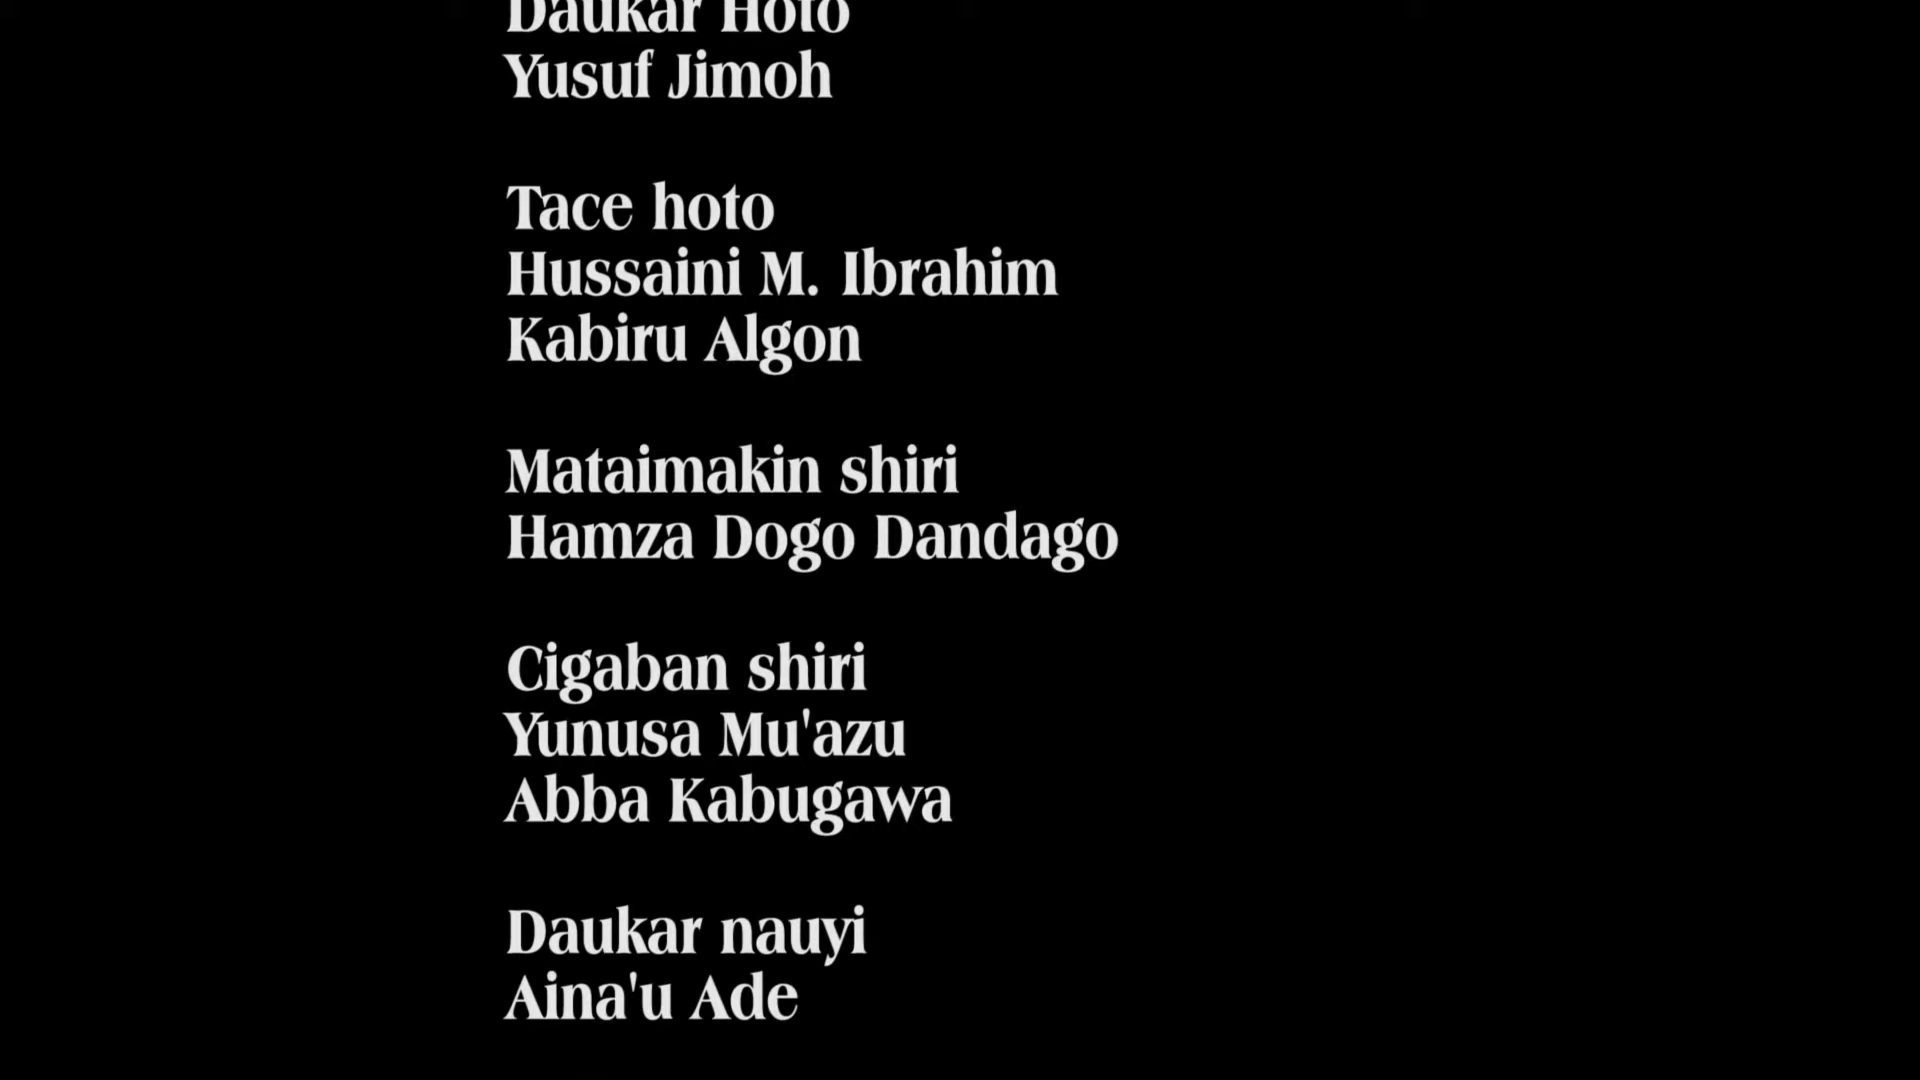 Daukar Hoto
Yusuf Jimoh
Tace hoto
Hussaini M. Ibrahim
Kabiru Algon
Mataimakin shiri
Hamza Dogo Dandago
Cigaban shiri
Yunusa Mu'azu
Abba Kabugawa
Daukar nauyi
Aina'u Ade